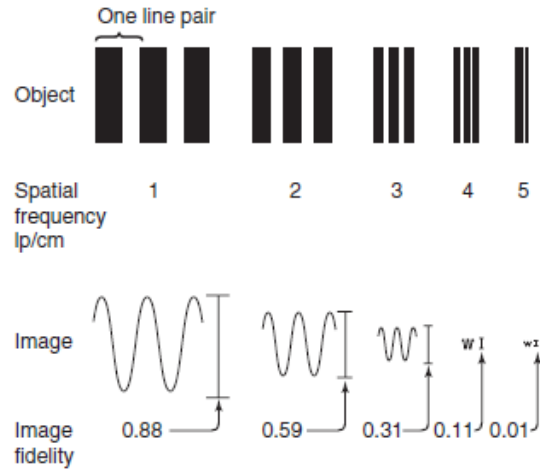 One line pair
Object
Spatial 1 2 3 4 5
frequency
lp/cm
Image
Image 0.88 0.59 0.31 0.11 0.01
fidelity